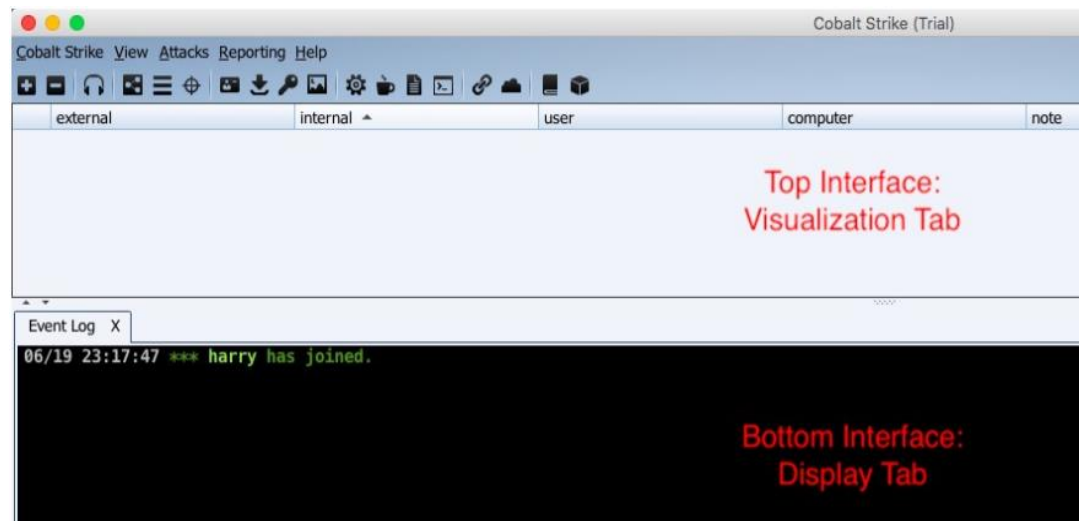 Cobalt Strike (Trial)
Cobalt Strike View Attacks Reporting Help
external internal user computer note
Top Interface:
Visualization Tab
Event Log X
06/19 23:17:47 *** harry has joined.
Bottom Interface:
Display Tab